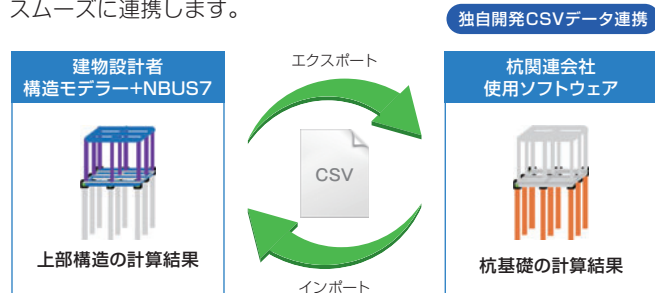 スムーズに連携します。
独自開発CSVデータ連携
建物設計者
構造モデラー+NBUS7
エクスポート
杭関連会社
使用ソフトウェア
CSV
上部構造の計算結果
杭基礎の計算結果
インポート